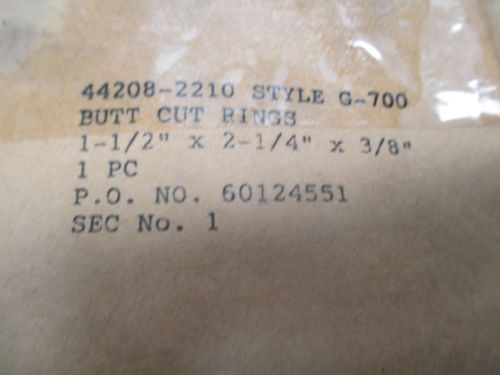 44208-2210 STYLE G-700
BUTT CUT RINGS
1-1/2" x 2-1/4" x 3/8"
1 PC
P.O. NO. 60124551
SEC No. 1